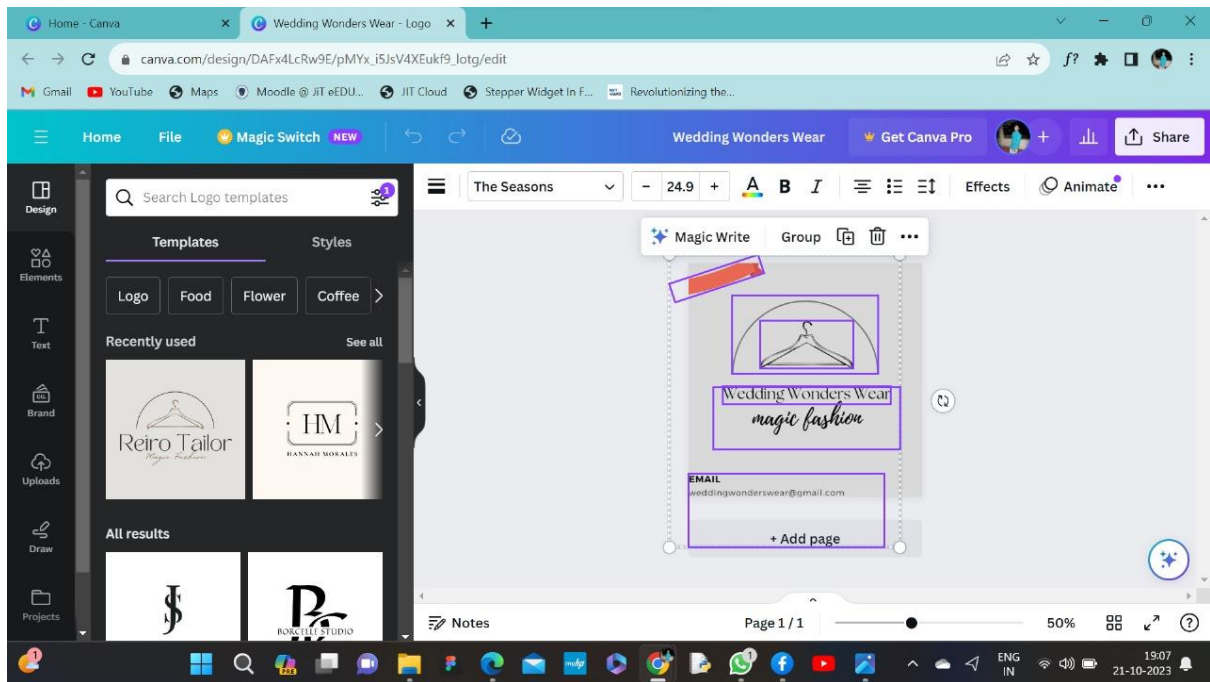 Home - Canva
Wedding Wonders Wear - Logo
canva.com/design/DAFx4LcRw9E/pMYx_i5JsV4XEukf9_lotg/edit
Gmail
YouTube
Maps
Moodle @ JiT eEDU...
JIT Cloud
Stepper Widget In F...
Revolutionizing the...
Home
File
Magic Switch
NEW
Wedding Wonders Wear
Get Canva Pro
Share
Design
Elements
Text
Brand
Uploads
Draw
Projects
Search Logo templates
1
Templates
Styles
Logo
Food
Flower
Coffee
Recently used
See all
Reiro Tailor
Magic Fashion
HM
HANNAH MORALES
All results
JS
BORCELLE STUDIO
The Seasons
- 24.9 +
A
B
I
Effects
Animate
Magic Write
Group
Wedding Wonders Wear
magic fashion
EMAIL
weddingwonderswear@gmail.com
+ Add page
Notes
Page 1 / 1
50%
ENG
IN
19:07
21-10-2023